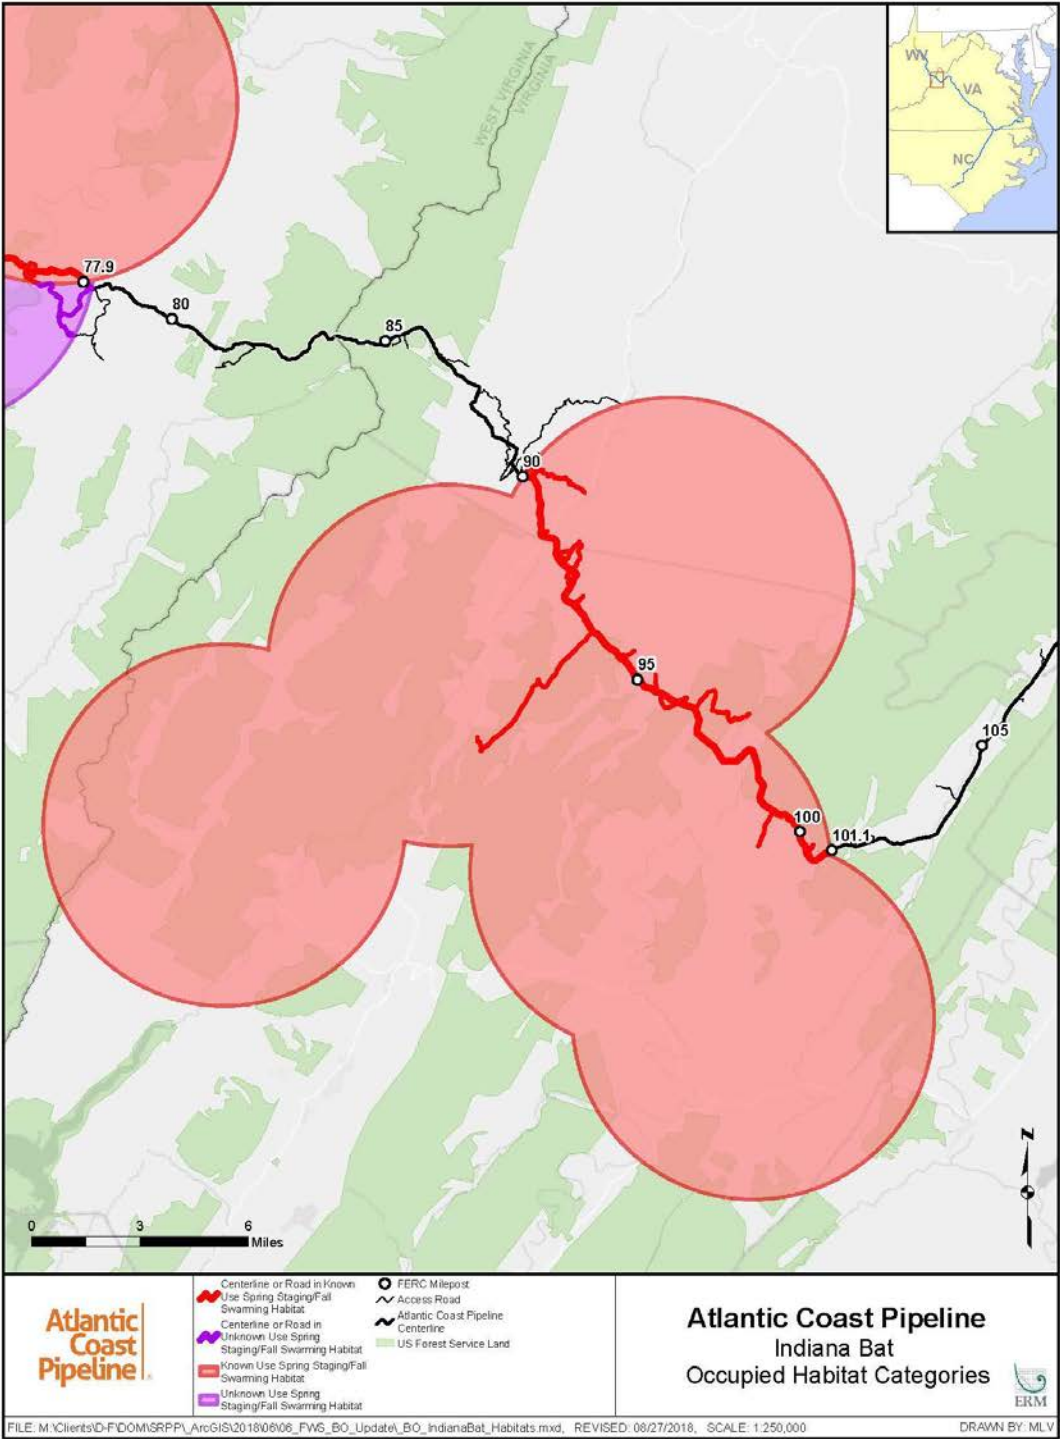 WEST VIRGINIA
VIRGINIA
WV
VA
NC
77.9
80
85
90
95
100
101.1
105
N
0 3 6
Miles
Atlantic
Coast
Pipeline
Centerline or Road in Known
Use Spring Staging/Fall
Swarming Habitat
Centerline or Road in
Unknown Use Spring
Staging/Fall Swarming Habitat
Known Use Spring Staging/Fall
Swarming Habitat
Unknown Use Spring
Staging/Fall Swarming Habitat
FERC Milepost
Access Road
Atlantic Coast Pipeline
Centerline
US Forest Service Land
Atlantic Coast Pipeline
Indiana Bat
Occupied Habitat Categories
ERM
FILE: M:\Clients\D-F\DOM\SRPP\_ArcGIS\2018\06\06_FWS_BO_Update\_BO_IndianaBat_Habitats.mxd, REVISED: 08/27/2018, SCALE: 1:250,000
DRAWN BY: MLV